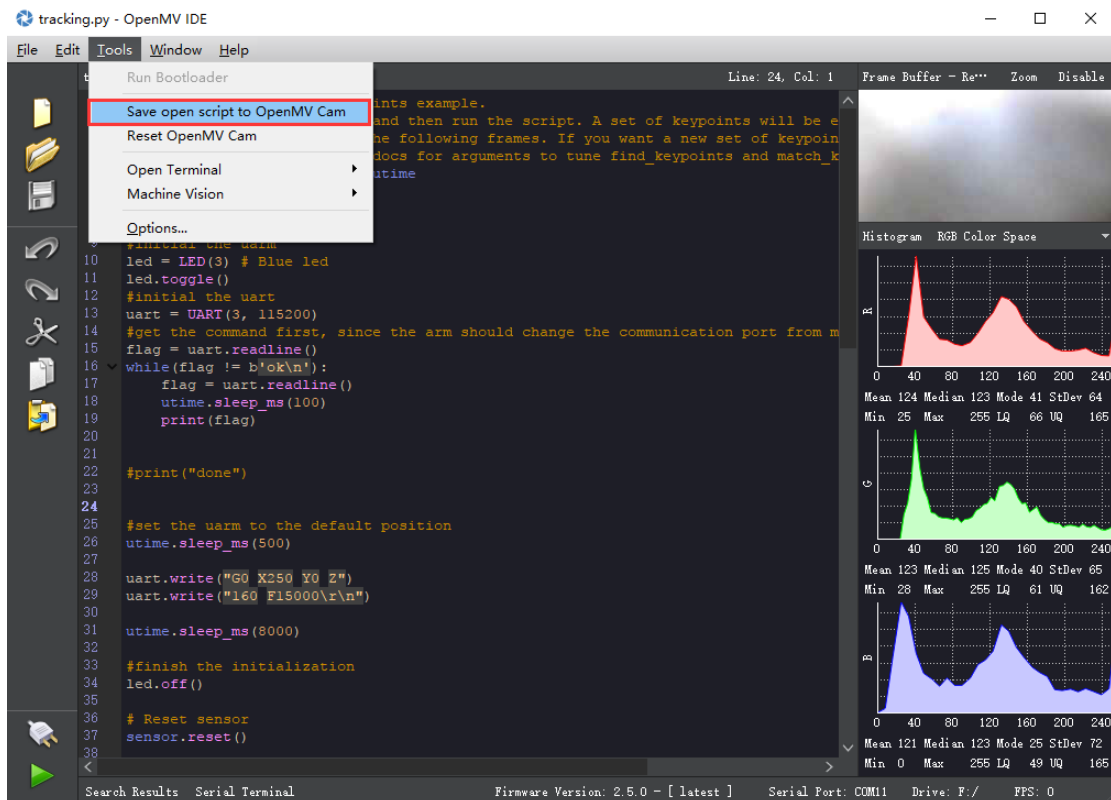 tracking.py - OpenMV IDE
File Edit Tools Window Help
Run Bootloader
Save open script to OpenMV Cam
Reset OpenMV Cam
Open Terminal
Machine Vision
Options...
Line: 24, Col: 1
ints example.
and then run the script. A set of keypoints will be e
he following frames. If you want a new set of keypoin
docs for arguments to tune find_keypoints and match_k
utime
9 #initial the uarm
10 led = LED(3) # Blue led
11 led.toggle()
12 #initial the uart
13 uart = UART(3, 115200)
14 #get the command first, since the arm should change the communication port from m
15 flag = uart.readline()
16 while(flag != b'ok\n'):
17 flag = uart.readline()
18 utime.sleep_ms(100)
19 print(flag)
20
21
22 #print("done")
23
24
25 #set the uarm to the default position
26 utime.sleep_ms(500)
27
28 uart.write("G0 X250 Y0 Z")
29 uart.write("160 F15000\r\n")
30
31 utime.sleep_ms(8000)
32
33 #finish the initialization
34 led.off()
35
36 # Reset sensor
37 sensor.reset()
38
Frame Buffer - Re··· Zoom Disable
Histogram RGB Color Space
R
0 40 80 120 160 200 240
Mean 124 Median 123 Mode 41 StDev 64
Min 25 Max 255 LQ 66 UQ 165
G
0 40 80 120 160 200 240
Mean 123 Median 125 Mode 40 StDev 65
Min 28 Max 255 LQ 61 UQ 162
B
0 40 80 120 160 200 240
Mean 121 Median 123 Mode 25 StDev 72
Min 0 Max 255 LQ 49 UQ 165
Search Results Serial Terminal Firmware Version: 2.5.0 - [ latest ] Serial Port: COM11 Drive: F:/ FPS: 0